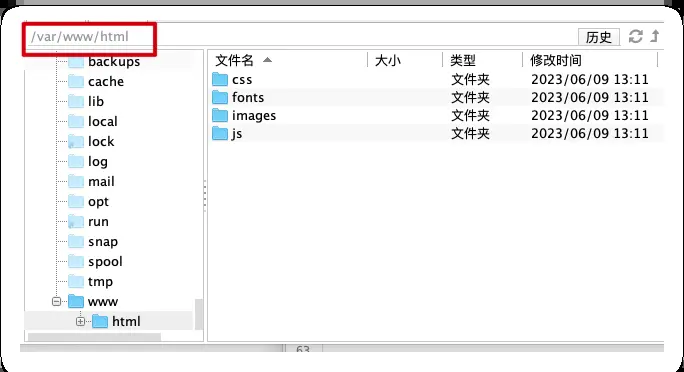 /var/www/html
历史
backups
cache
lib
local
lock
log
mail
opt
run
snap
spool
tmp
www
html
文件名 大小 类型 修改时间
css 文件夹 2023/06/09 13:11
fonts 文件夹 2023/06/09 13:11
images 文件夹 2023/06/09 13:11
js 文件夹 2023/06/09 13:11
63